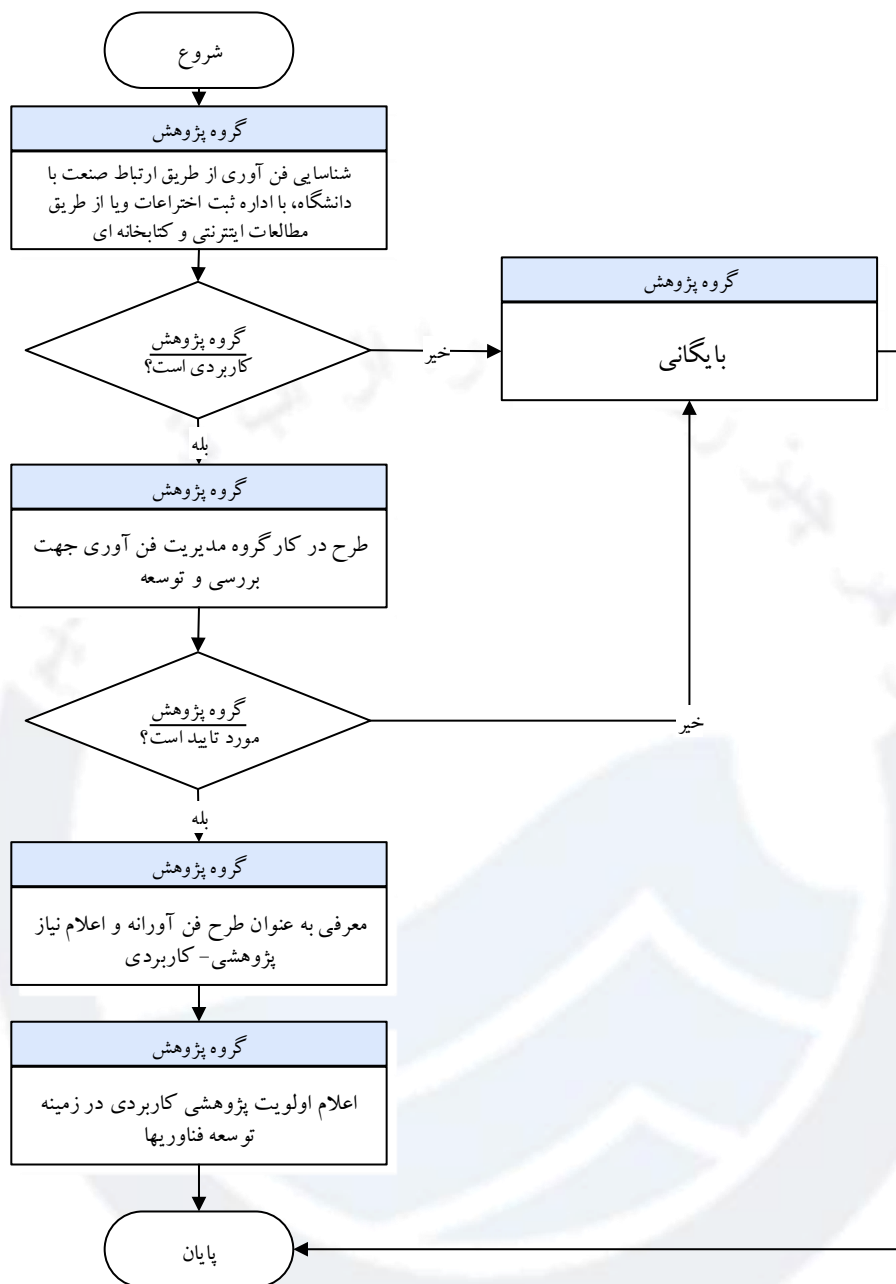 شروع
گروه پژوهش
شناسایی فن آوری از طریق ارتباط صنعت با
دانشگاه، با اداره ثبت اختراعات ویا از طریق
مطالعات ایتترنتی و کتابخانه ای
گروه پژوهش
کاربردی است؟
خیر
گروه پژوهش
بایگانی
بله
گروه پژوهش
طرح در کارگروه مدیریت فن آوری جهت
بررسی و توسعه
گروه پژوهش
مورد تایید است؟
خیر
بله
گروه پژوهش
معرفی به عنوان طرح فن آورانه و اعلام نیاز
پژوهشی- کاربردی
گروه پژوهش
اعلام اولویت پژوهشی کاربردی در زمینه
توسعه فناوریها
پایان